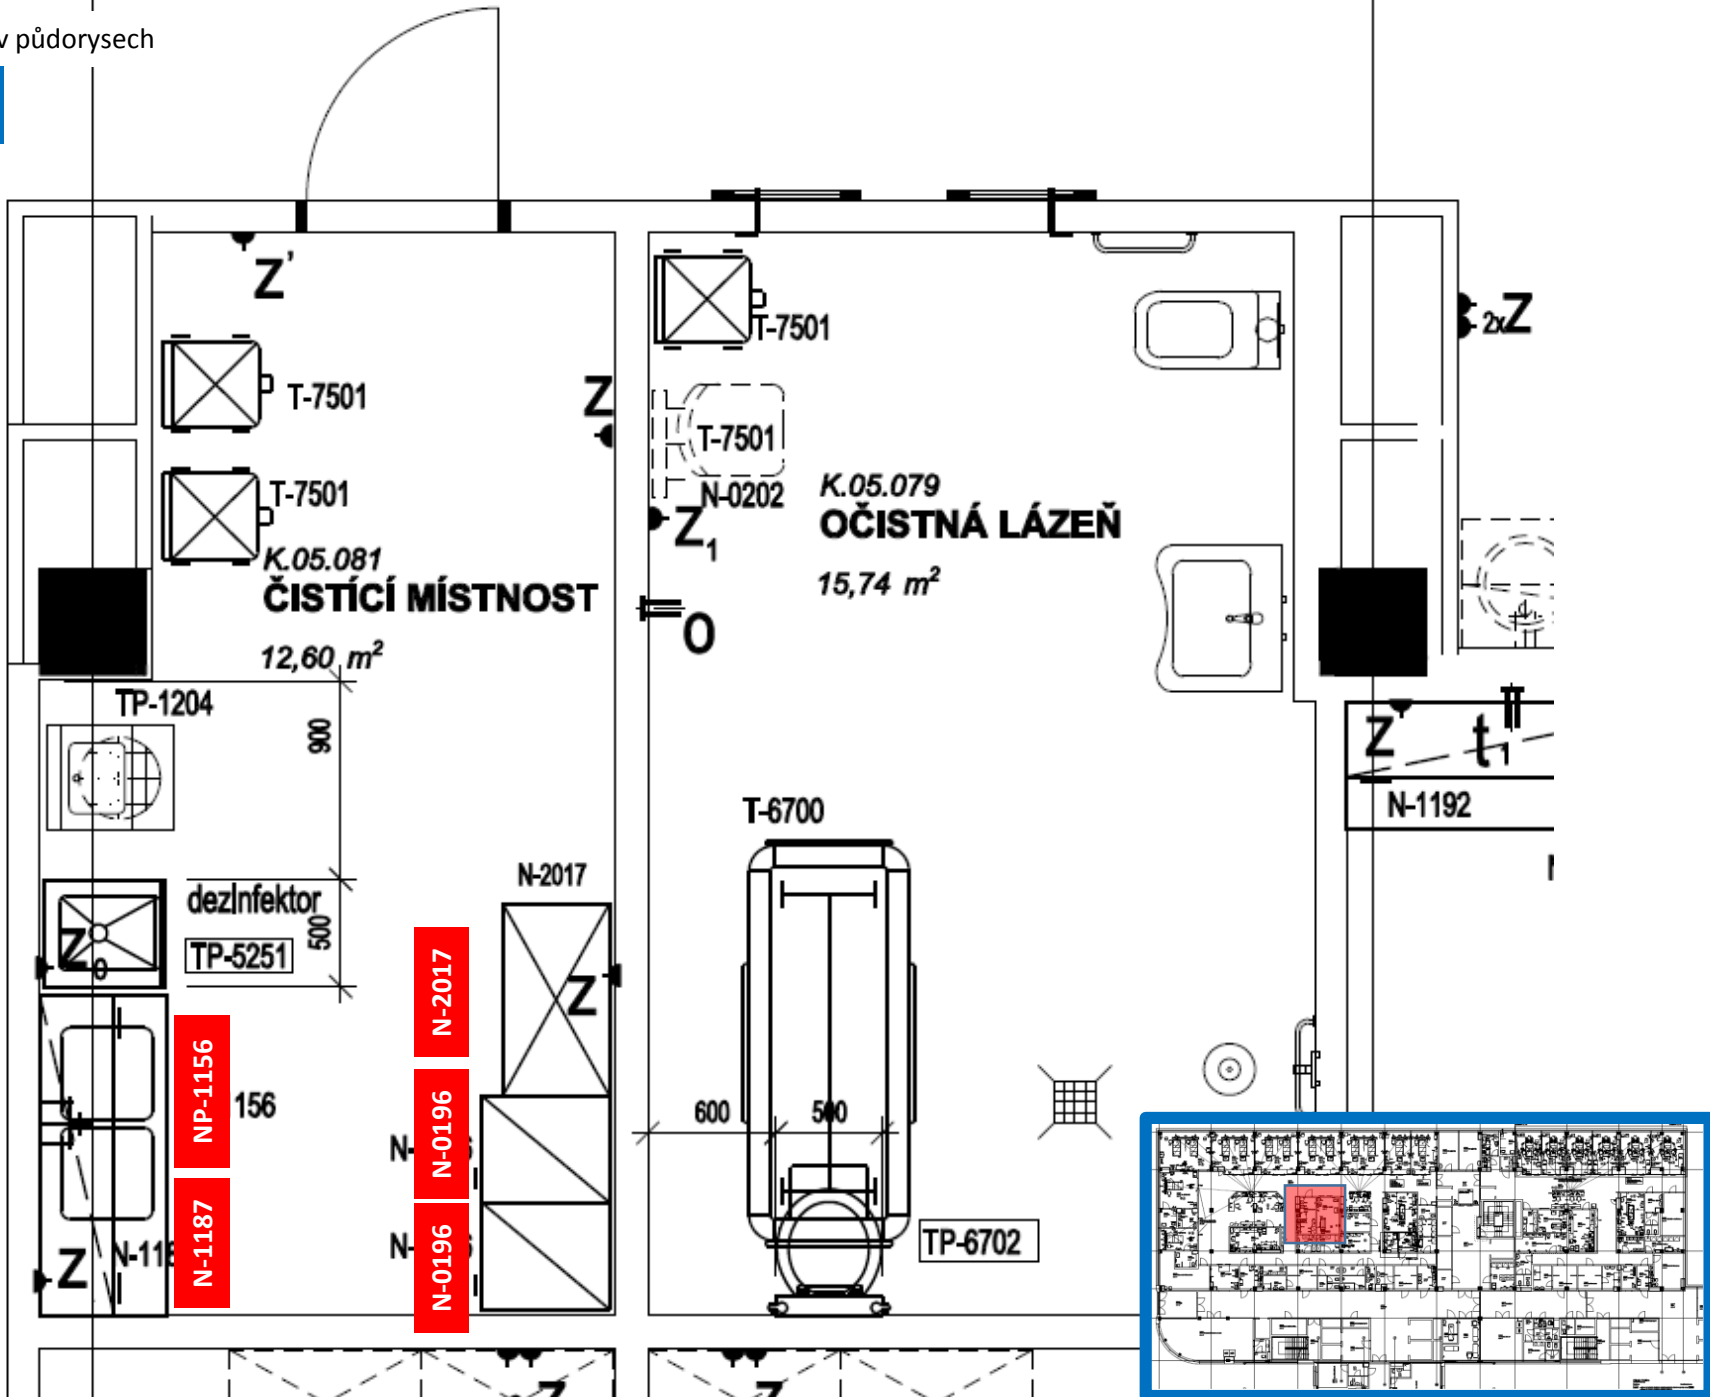 v půdorysech
Z'
2xZ
T-7501
T-7501
Z
T-7501
T-7501
N-0202
K.05.079
OČISTNÁ LÁZEŇ
15,74 m²
T-7501
Z₁
K.05.081
ČISTÍCÍ MÍSTNOST
12,60 m²
O
TP-1204
900
Z
t₁
N-1192
T-6700
N-2017
dezinfektor
500
TP-5251
Z₀
N-2017
Z
NP-1156
156
N-0196
600
500
N-1187
N-0196
TP-6702
Z
Z
Z